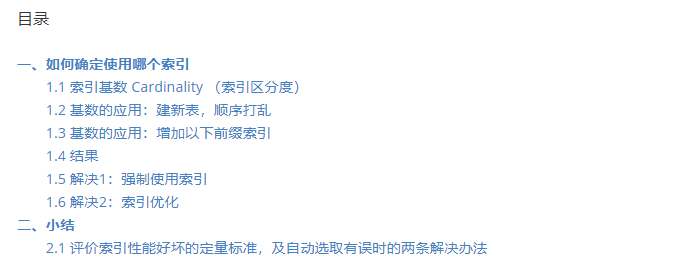 目录
一、如何确定使用哪个索引
1.1 索引基数 Cardinality （索引区分度）
1.2 基数的应用：建新表，顺序打乱
1.3 基数的应用：增加以下前缀索引
1.4 结果
1.5 解决1：强制使用索引
1.6 解决2：索引优化
二、小结
2.1 评价索引性能好坏的定量标准，及自动选取有误时的两条解决办法